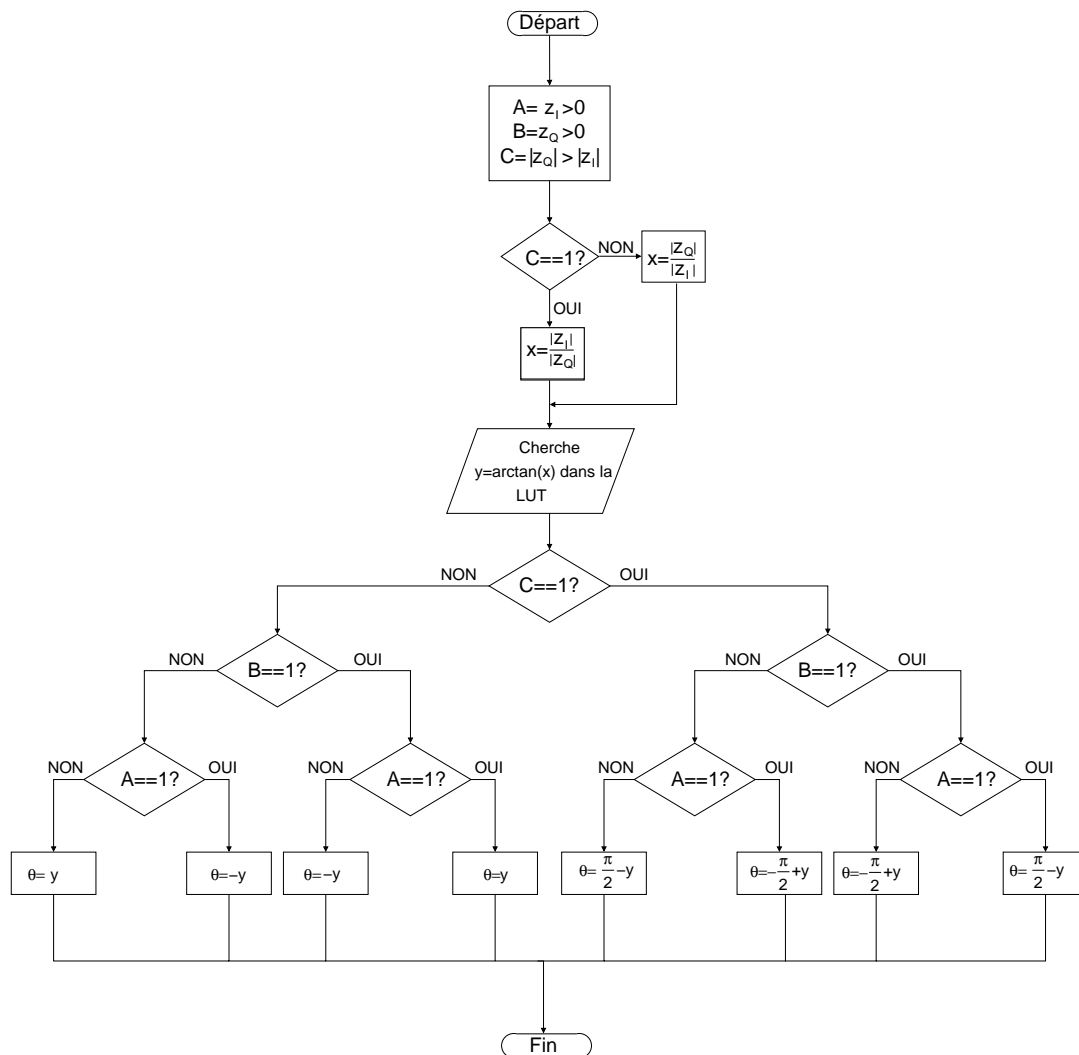 Départ
A= z_I >0
B=z_Q >0
C=|z_Q| > |z_I|
C==1?
NON
x=|z_Q|/|z_I|
OUI
x=|z_I|/|z_Q|
Cherche
y=arctan(x) dans la
LUT
NON
C==1?
OUI
NON
B==1?
OUI
NON
B==1?
OUI
NON
A==1?
OUI
NON
A==1?
OUI
NON
A==1?
OUI
NON
A==1?
OUI
θ= y
θ=−y
θ=−y
θ=y
θ= π/2 −y
θ=−π/2 +y
θ=−π/2 +y
θ= π/2 −y
Fin